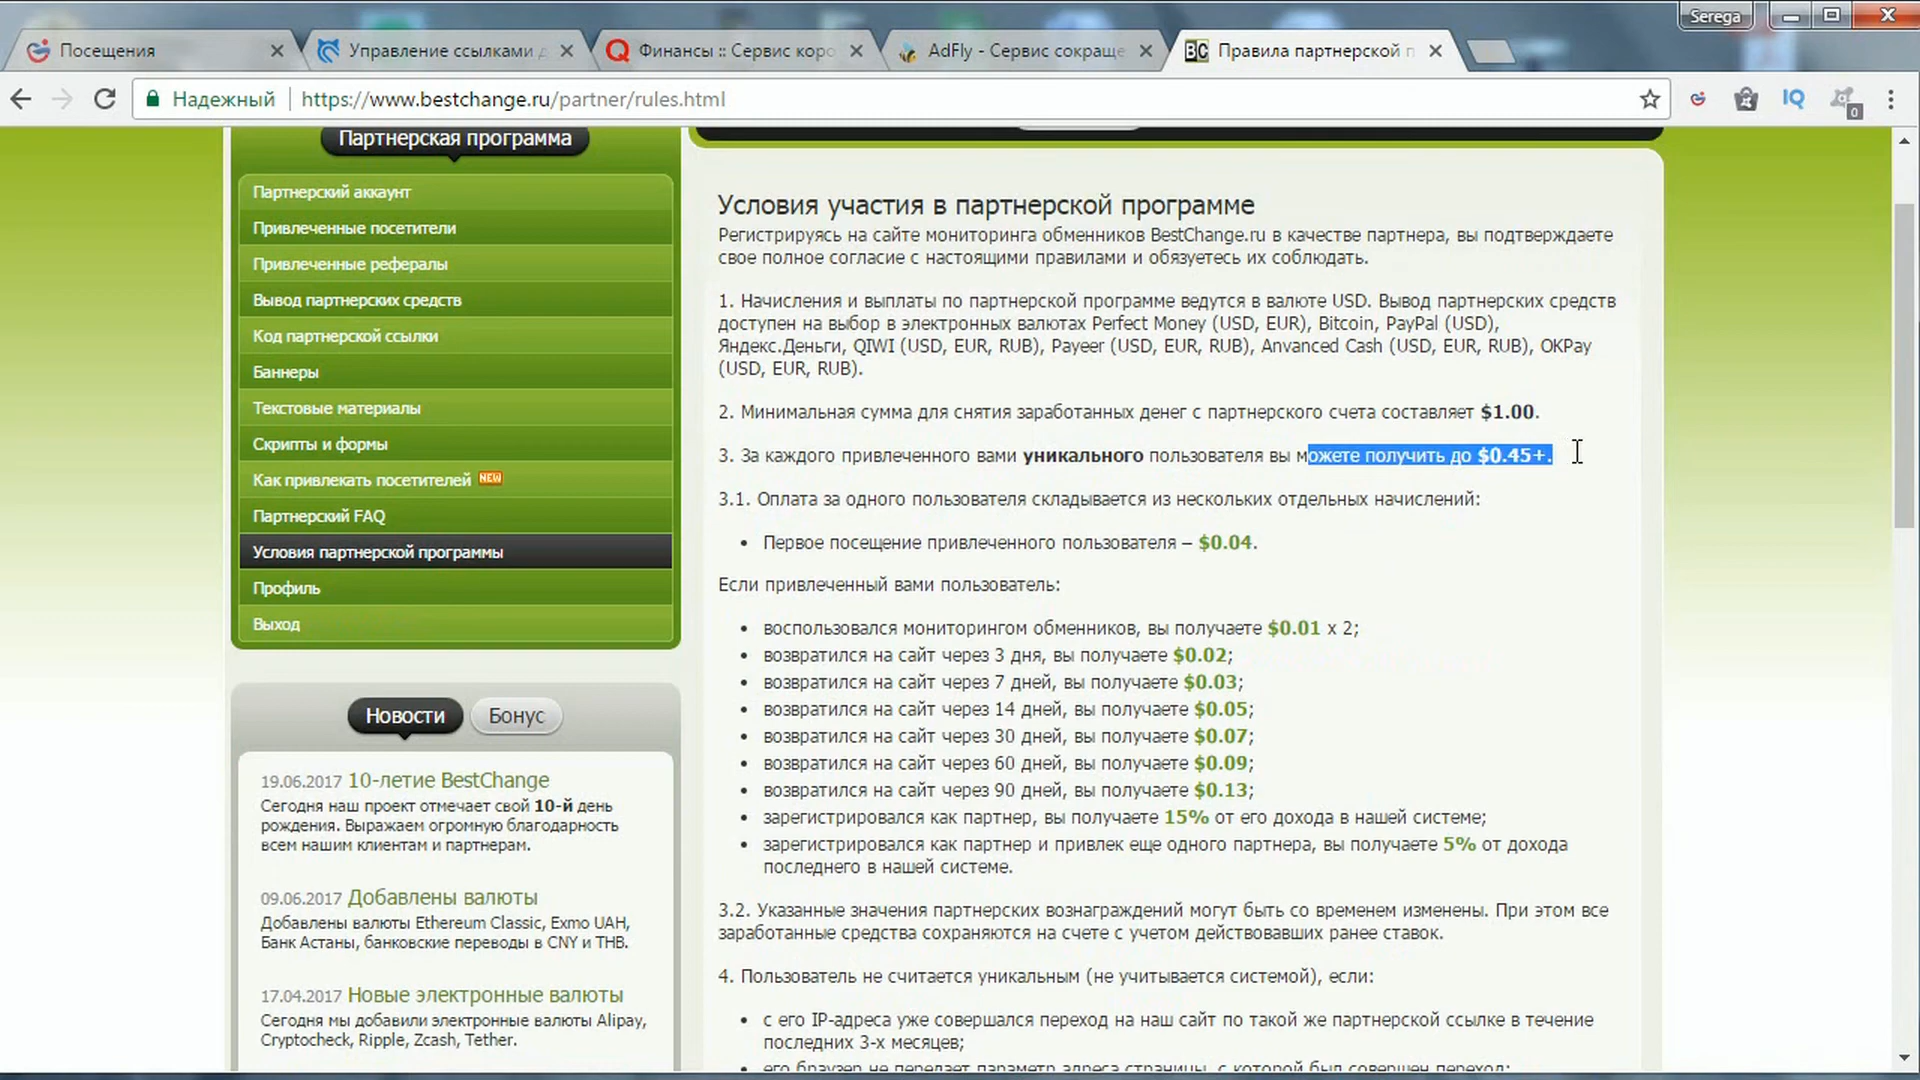 Serega
Посещения
Управление ссылками д
Финансы :: Сервис коро
AdFly - Сервис сокраще
Правила партнерской п
Надежный
https://www.bestchange.ru/partner/rules.html
IQ
0
Партнерская программа
Партнерский аккаунт
Привлеченные посетители
Привлеченные рефералы
Вывод партнерских средств
Код партнерской ссылки
Баннеры
Текстовые материалы
Скрипты и формы
Как привлекать посетителей NEW
Партнерский FAQ
Условия партнерской программы
Профиль
Выход
Новости
Бонус
19.06.2017 10-летие BestChange
Сегодня наш проект отмечает свой 10-й день
рождения. Выражаем огромную благодарность
всем нашим клиентам и партнерам.
09.06.2017 Добавлены валюты
Добавлены валюты Ethereum Classic, Exmo UAH,
Банк Астаны, банковские переводы в CNY и THB.
17.04.2017 Новые электронные валюты
Сегодня мы добавили электронные валюты Alipay,
Cryptocheck, Ripple, Zcash, Tether.
Условия участия в партнерской программе
Регистрируясь на сайте мониторинга обменников BestChange.ru в качестве партнера, вы подтверждаете
свое полное согласие с настоящими правилами и обязуетесь их соблюдать.
1. Начисления и выплаты по партнерской программе ведутся в валюте USD. Вывод партнерских средств
доступен на выбор в электронных валютах Perfect Money (USD, EUR), Bitcoin, PayPal (USD),
Яндекс.Деньги, QIWI (USD, EUR, RUB), Payeer (USD, EUR, RUB), Anvanced Cash (USD, EUR, RUB), OKPay
(USD, EUR, RUB).
2. Минимальная сумма для снятия заработанных денег с партнерского счета составляет $1.00.
3. За каждого привлеченного вами уникального пользователя вы можете получить до $0.45+.
3.1. Оплата за одного пользователя складывается из нескольких отдельных начислений:
• Первое посещение привлеченного пользователя – $0.04.
Если привлеченный вами пользователь:
• воспользовался мониторингом обменников, вы получаете $0.01 x 2;
• возвратился на сайт через 3 дня, вы получаете $0.02;
• возвратился на сайт через 7 дней, вы получаете $0.03;
• возвратился на сайт через 14 дней, вы получаете $0.05;
• возвратился на сайт через 30 дней, вы получаете $0.07;
• возвратился на сайт через 60 дней, вы получаете $0.09;
• возвратился на сайт через 90 дней, вы получаете $0.13;
• зарегистрировался как партнер, вы получаете 15% от его дохода в нашей системе;
• зарегистрировался как партнер и привлек еще одного партнера, вы получаете 5% от дохода
последнего в нашей системе.
3.2. Указанные значения партнерских вознаграждений могут быть со временем изменены. При этом все
заработанные средства сохраняются на счете с учетом действовавших ранее ставок.
4. Пользователь не считается уникальным (не учитывается системой), если:
• с его IP-адреса уже совершался переход на наш сайт по такой же партнерской ссылке в течение
последних 3-х месяцев;
• его браузер не передает параметр адреса страницы, с которой был совершен переход;